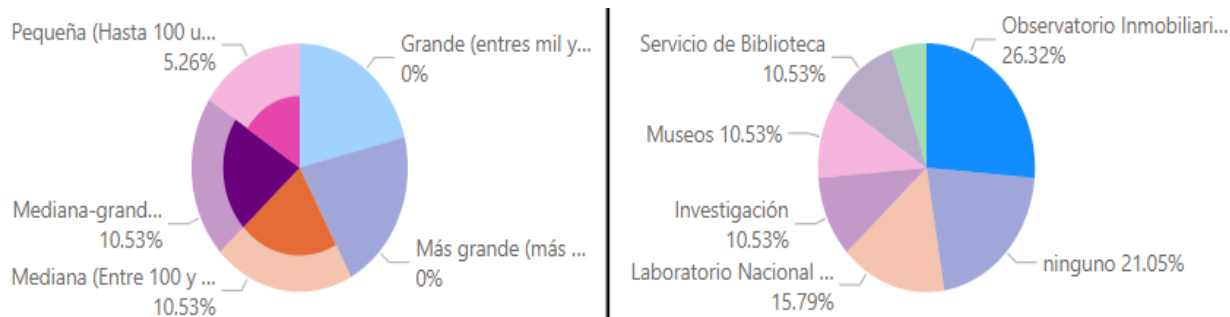 Pequeña (Hasta 100 u...
5.26%
Grande (entres mil y...
0%
Mediana-grand...
10.53%
Mediana (Entre 100 y ...
10.53%
Más grande (más ...
0%
Observatorio Inmobiliari...
26.32%
Servicio de Biblioteca
10.53%
Museos 10.53%
Investigación
10.53%
Laboratorio Nacional ...
15.79%
ninguno 21.05%